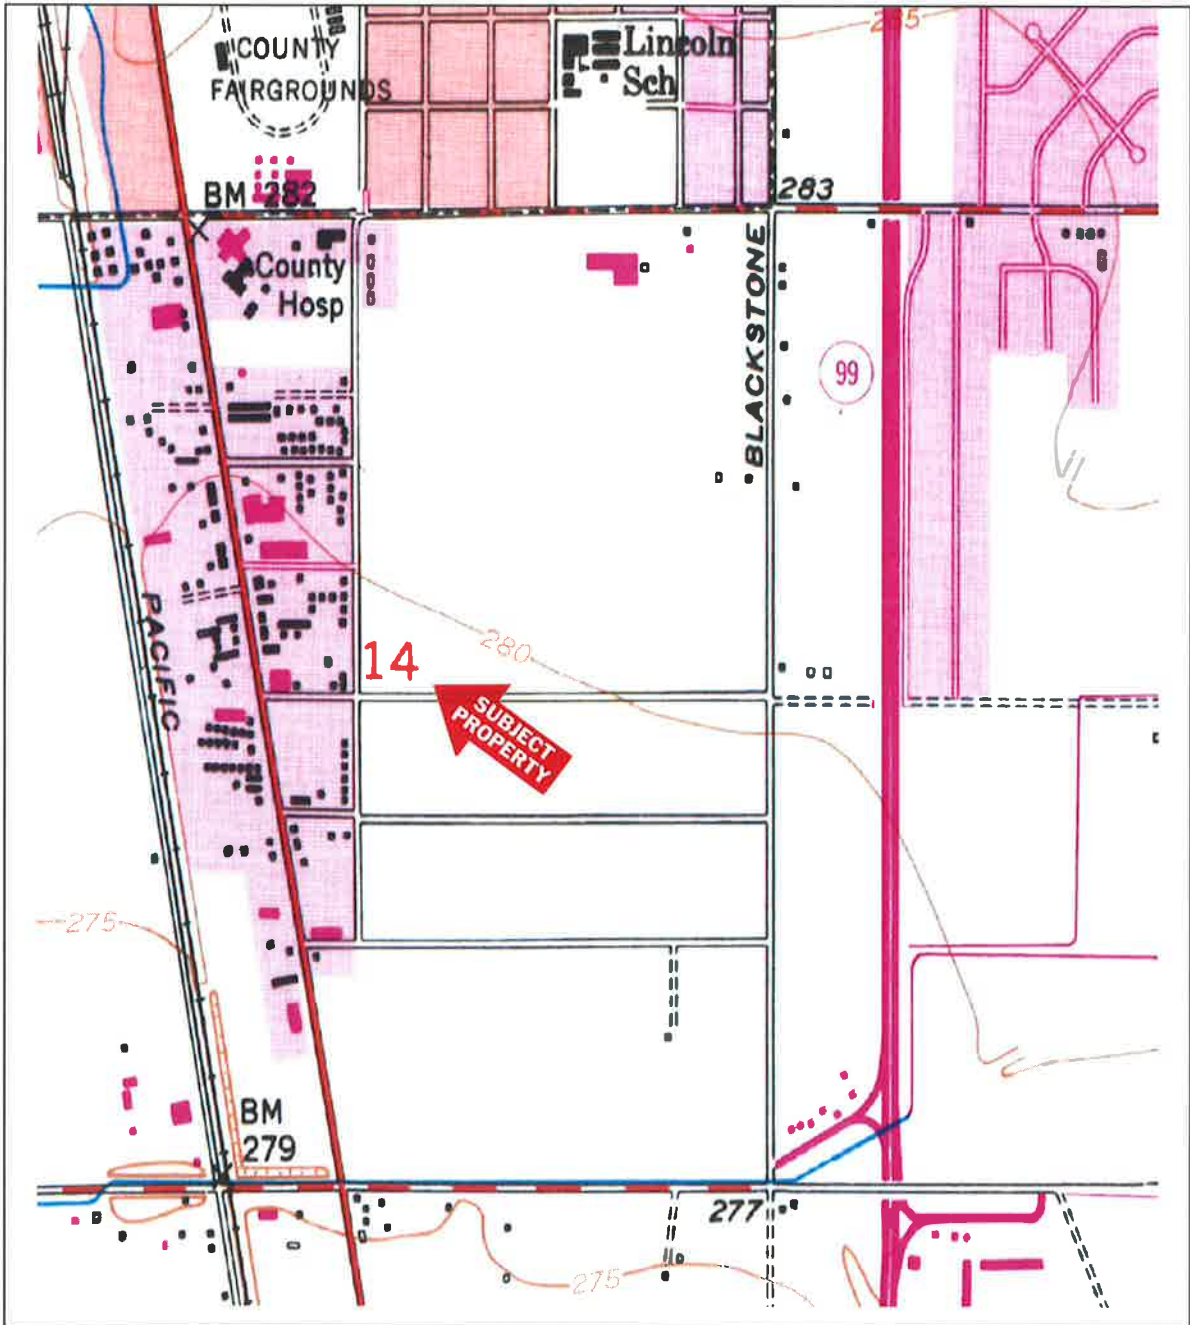 COUNTY
FAIRGROUNDS
Lincoln
Sch
BM 282
283
County
Hosp
BLACKSTONE
99
280
14
SUBJECT
PROPERTY
PACIFIC
275
BM
279
277
275